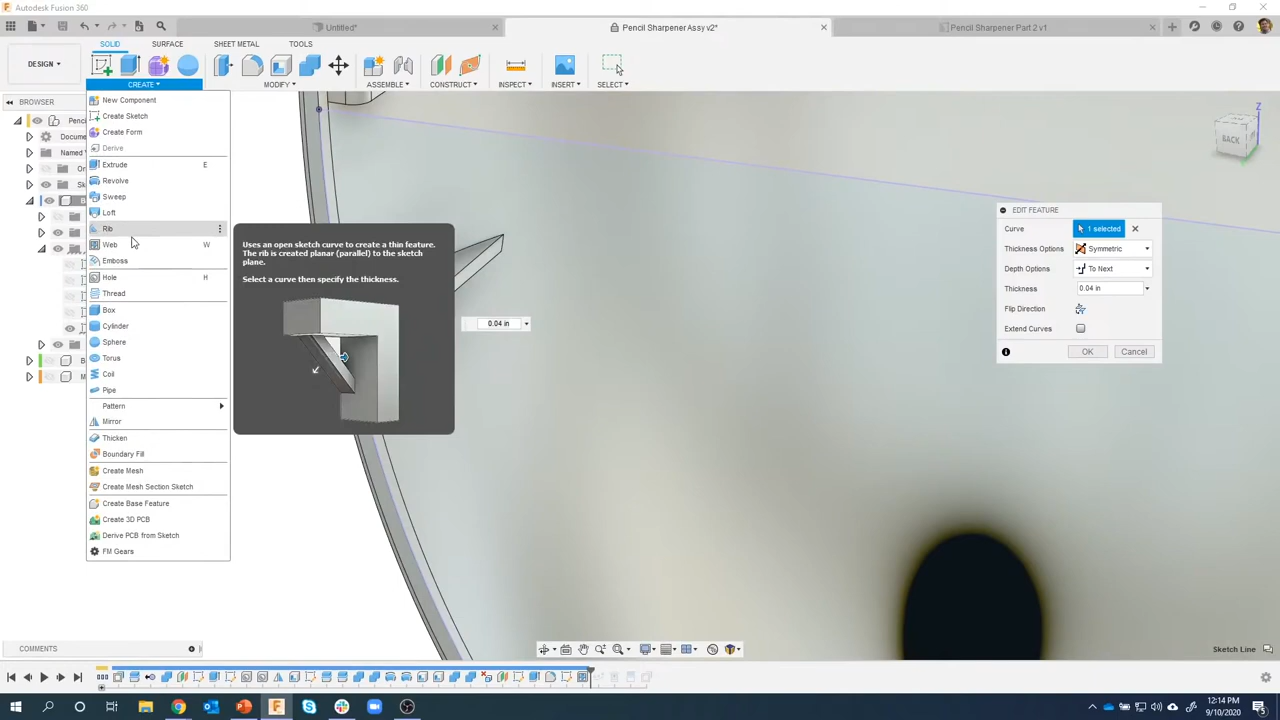 Autodesk Fusion 360
Untitled*
Pencil Sharpener Assy v2*
Pencil Sharpener Part 2 v1
SOLID
SURFACE
SHEET METAL
TOOLS
DESIGN
CREATE
MODIFY
ASSEMBLE
CONSTRUCT
INSPECT
INSERT
SELECT
BROWSER
Penci
Docume
Named
Or
Sk
B
B
M
New Component
Create Sketch
Create Form
Derive
Extrude E
Revolve
Sweep
Loft
Rib
Web W
Emboss
Hole H
Thread
Box
Cylinder
Sphere
Torus
Coil
Pipe
Pattern
Mirror
Thicken
Boundary Fill
Create Mesh
Create Mesh Section Sketch
Create Base Feature
Create 3D PCB
Derive PCB from Sketch
FM Gears
Uses an open sketch curve to create a thin feature.
The rib is created planar (parallel) to the sketch
plane.
Select a curve then specify the thickness.
0.04 in
Z
BACK
EDIT FEATURE
Curve 1 selected
Thickness Options Symmetric
Depth Options To Next
Thickness 0.04 in
Flip Direction
Extend Curves
OK Cancel
COMMENTS
Sketch Line
12:14 PM
9/10/2020
5